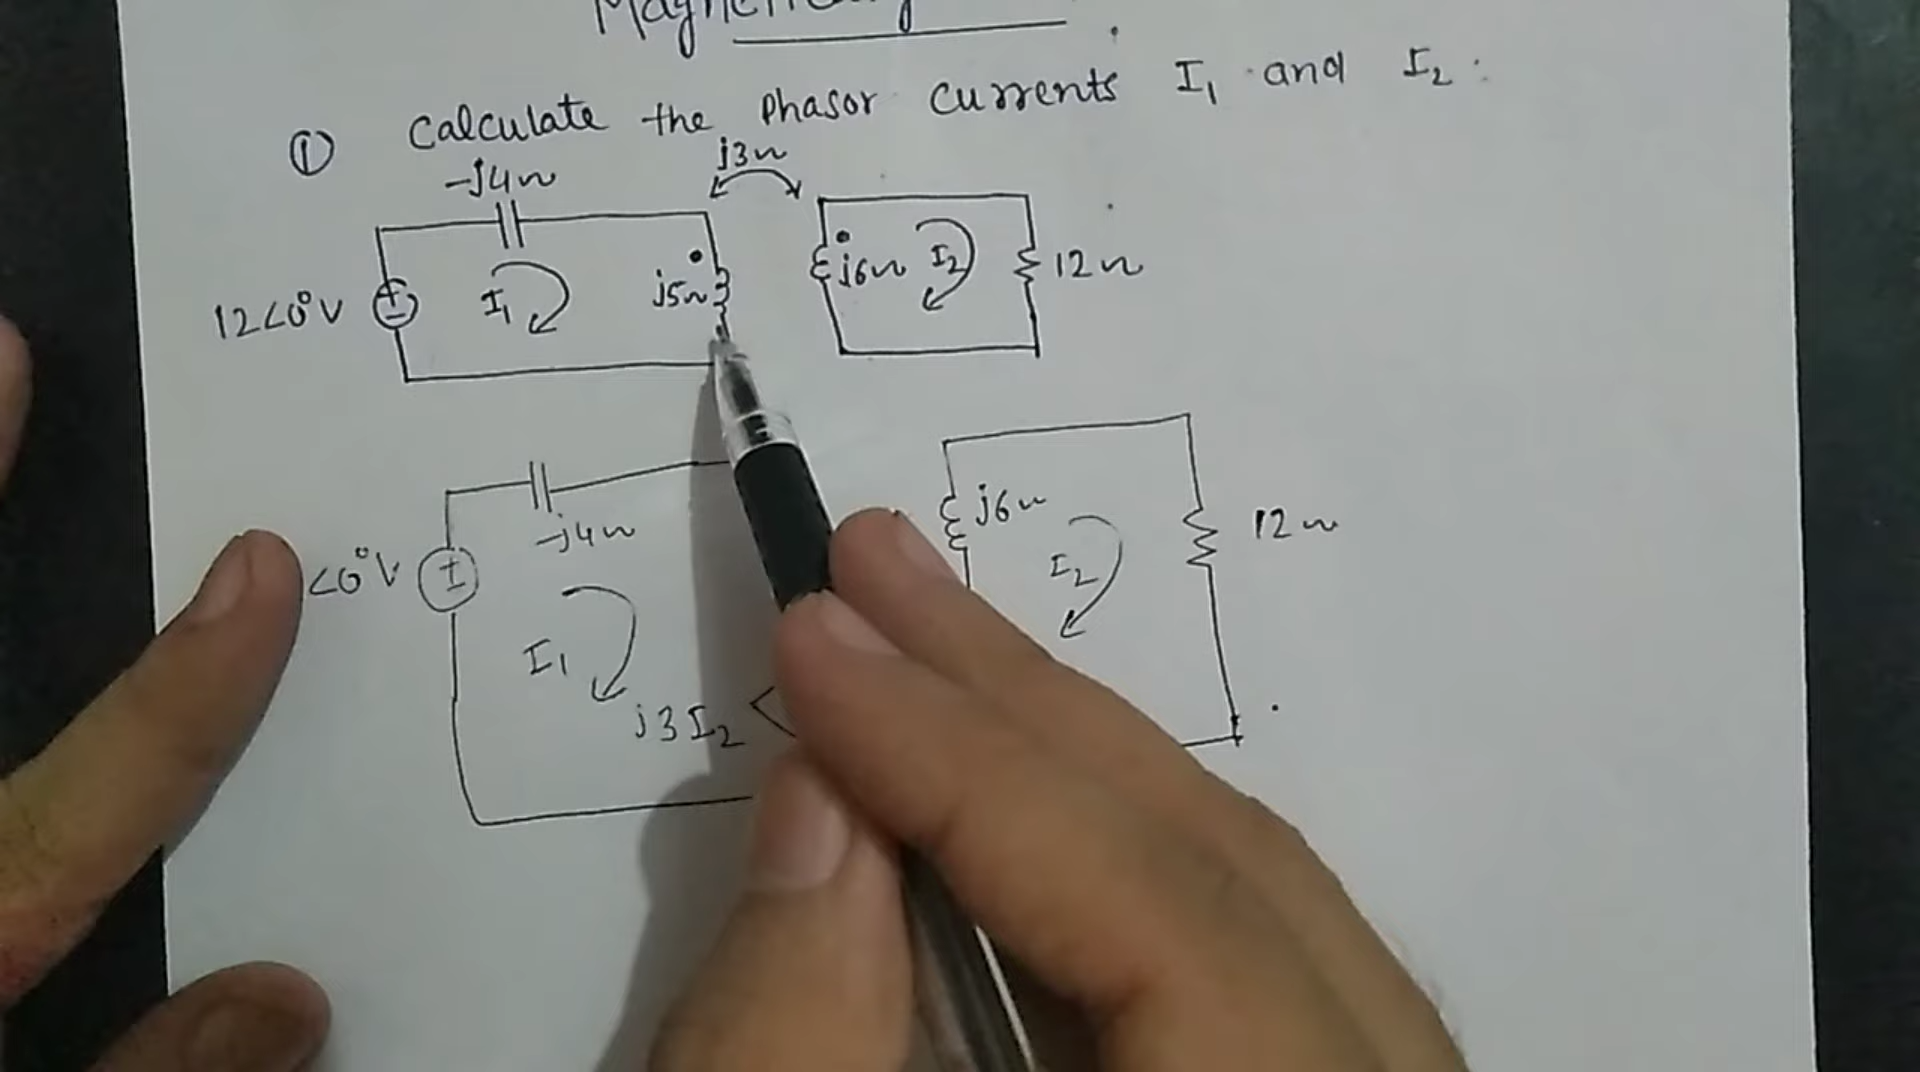 ① Calculate the phasor currents I₁ and I₂.
-j4Ω j3Ω
12∠0°V I₁ j5Ω j6Ω I₂ 12Ω
∠0°V -j4Ω j6Ω 12Ω
I₁ I₂
j3I₂